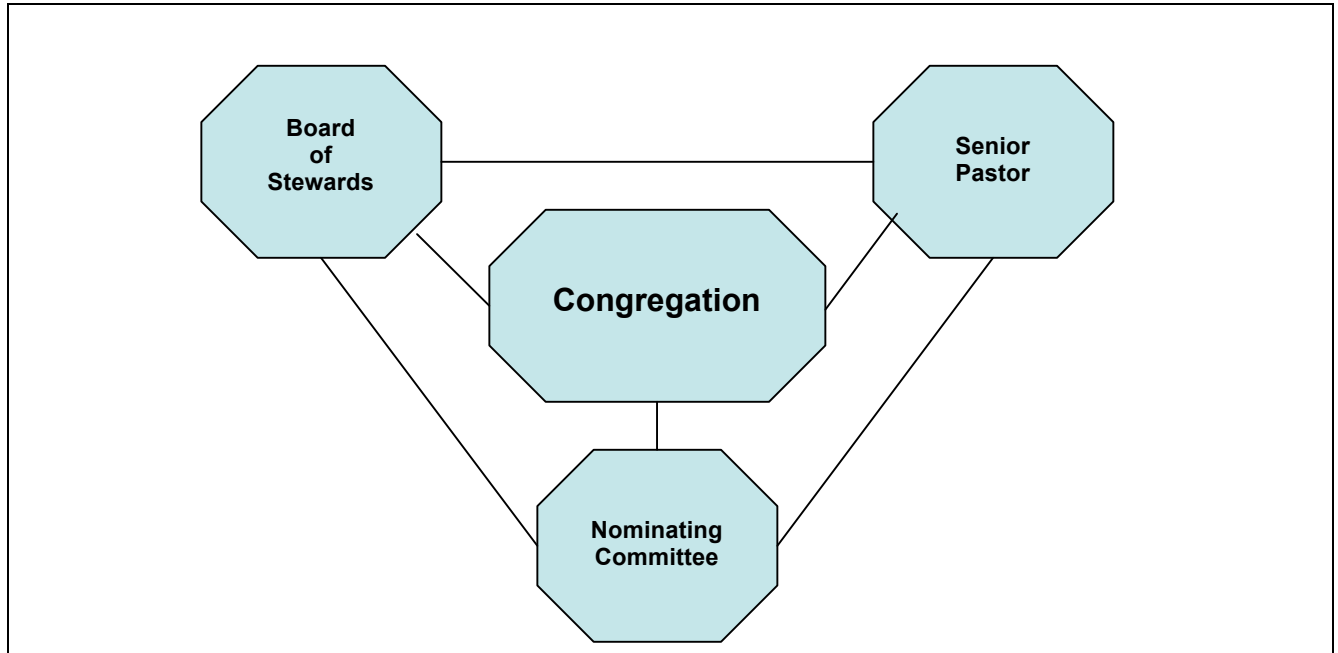 Board
of
Stewards
Senior
Pastor
Congregation
Nominating
Committee